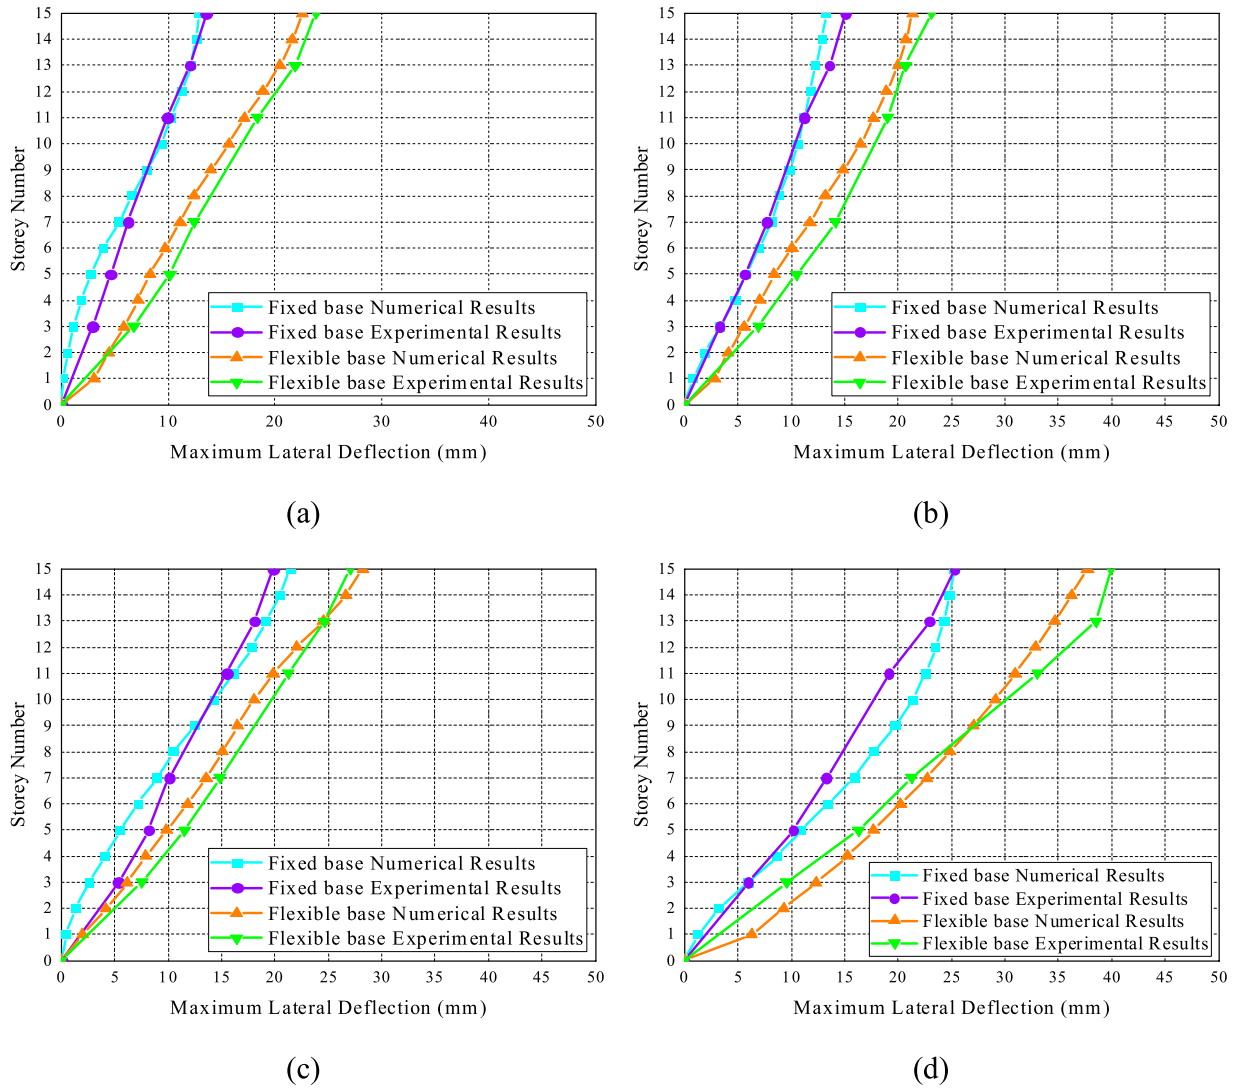 15
14
13
12
11
10
9
8
7
6
5
4
3
2
1
0
Storey Number
Fixed base Numerical Results
Fixed base Experimental Results
Flexible base Numerical Results
Flexible base Experimental Results
0 10 20 30 40 50
Maximum Lateral Deflection (mm)
(a)
15
14
13
12
11
10
9
8
7
6
5
4
3
2
1
0
Storey Number
Fixed base Numerical Results
Fixed base Experimental Results
Flexible base Numerical Results
Flexible base Experimental Results
0 5 10 15 20 25 30 35 40 45 50
Maximum Lateral Deflection (mm)
(b)
15
14
13
12
11
10
9
8
7
6
5
4
3
2
1
0
Storey Number
Fixed base Numerical Results
Fixed base Experimental Results
Flexible base Numerical Results
Flexible base Experimental Results
0 5 10 15 20 25 30 35 40 45 50
Maximum Lateral Deflection (mm)
(c)
15
14
13
12
11
10
9
8
7
6
5
4
3
2
1
0
Storey Number
Fixed base Numerical Results
Fixed base Experimental Results
Flexible base Numerical Results
Flexible base Experimental Results
0 5 10 15 20 25 30 35 40 45 50
Maximum Lateral Deflection (mm)
(d)